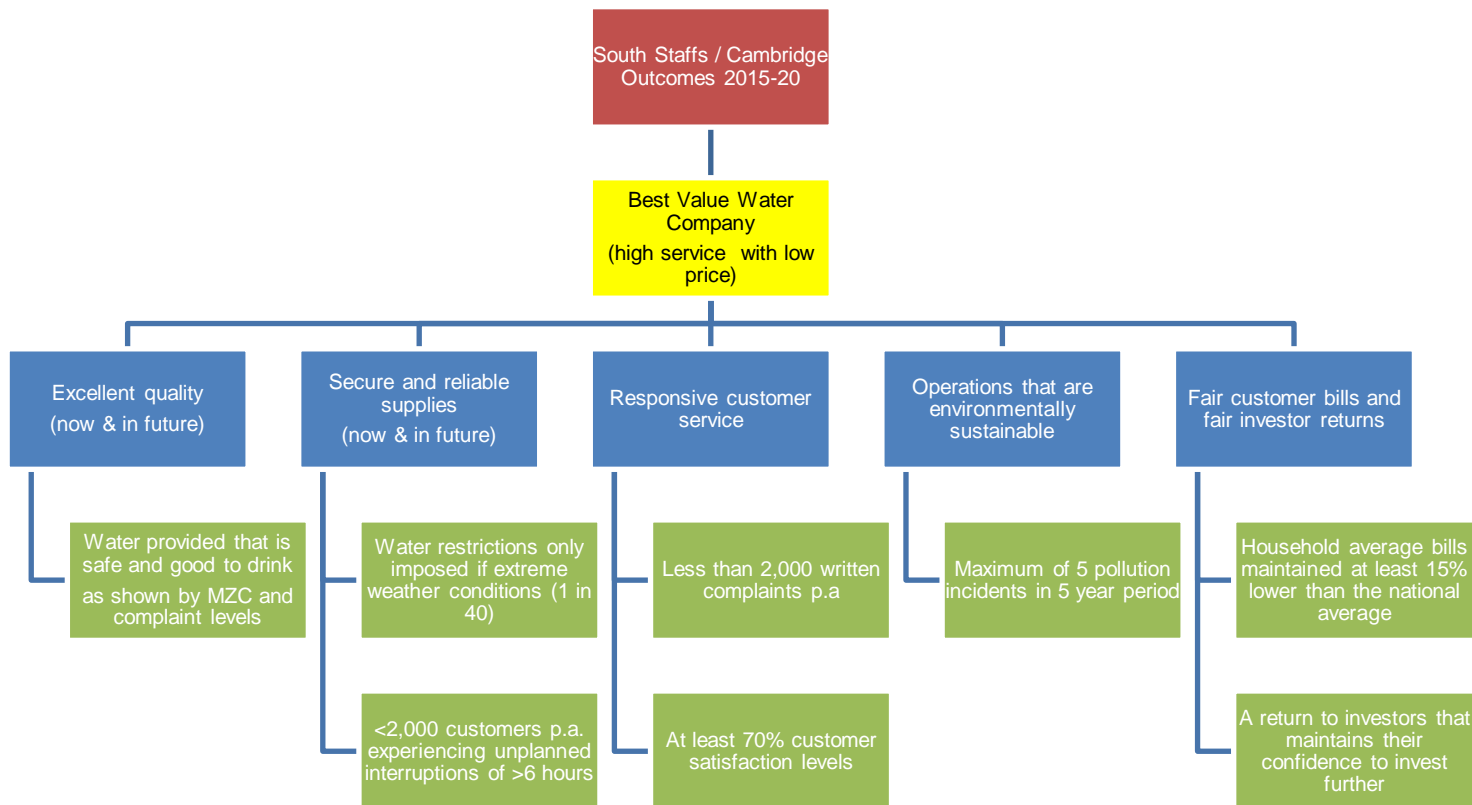 South Staffs / Cambridge
Outcomes 2015-20
Best Value Water
Company
(high service with low
price)
Excellent quality
(now & in future)
Secure and reliable
supplies
(now & in future)
Responsive customer
service
Operations that are
environmentally
sustainable
Fair customer bills and
fair investor returns
Water provided that is
safe and good to drink
as shown by MZC and
complaint levels
Water restrictions only
imposed if extreme
weather conditions (1 in
40)
Less than 2,000 written
complaints p.a
Maximum of 5 pollution
incidents in 5 year period
Household average bills
maintained at least 15%
lower than the national
average
<2,000 customers p.a.
experiencing unplanned
interruptions of >6 hours
At least 70% customer
satisfaction levels
A return to investors that
maintains their
confidence to invest
further